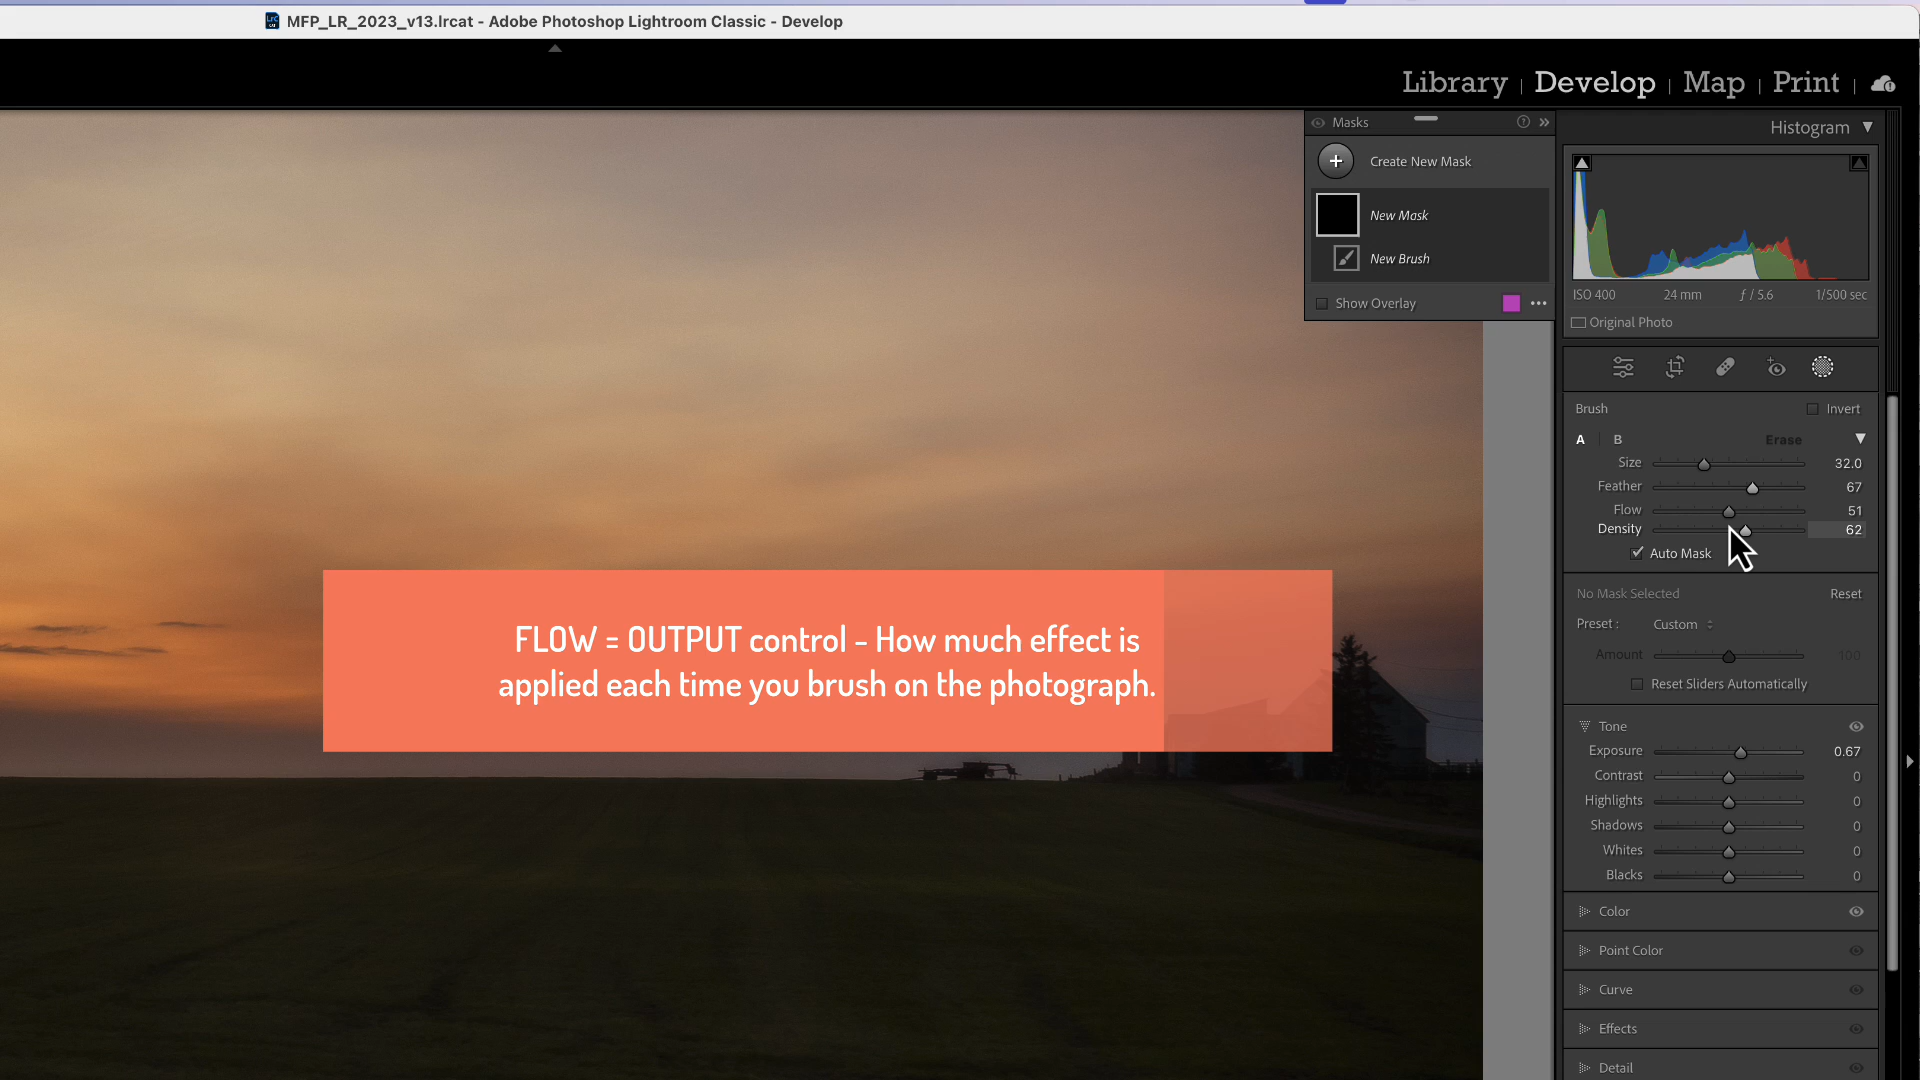 MFP_LR_2023_v13.lrcat - Adobe Photoshop Lightroom Classic - Develop
Library | Develop | Map | Print |
Masks
Create New Mask
New Mask
New Brush
Show Overlay
Histogram
ISO 400 24 mm ƒ / 5.6 1/500 sec
Original Photo
Brush Invert
A B Erase
Size 32.0
Feather 67
Flow 51
Density 62
Auto Mask
No Mask Selected Reset
Preset : Custom
Amount 100
Reset Sliders Automatically
Tone
Exposure 0.67
Contrast 0
Highlights 0
Shadows 0
Whites 0
Blacks 0
Color
Point Color
Curve
Effects
Detail
FLOW = OUTPUT control - How much effect is
applied each time you brush on the photograph.